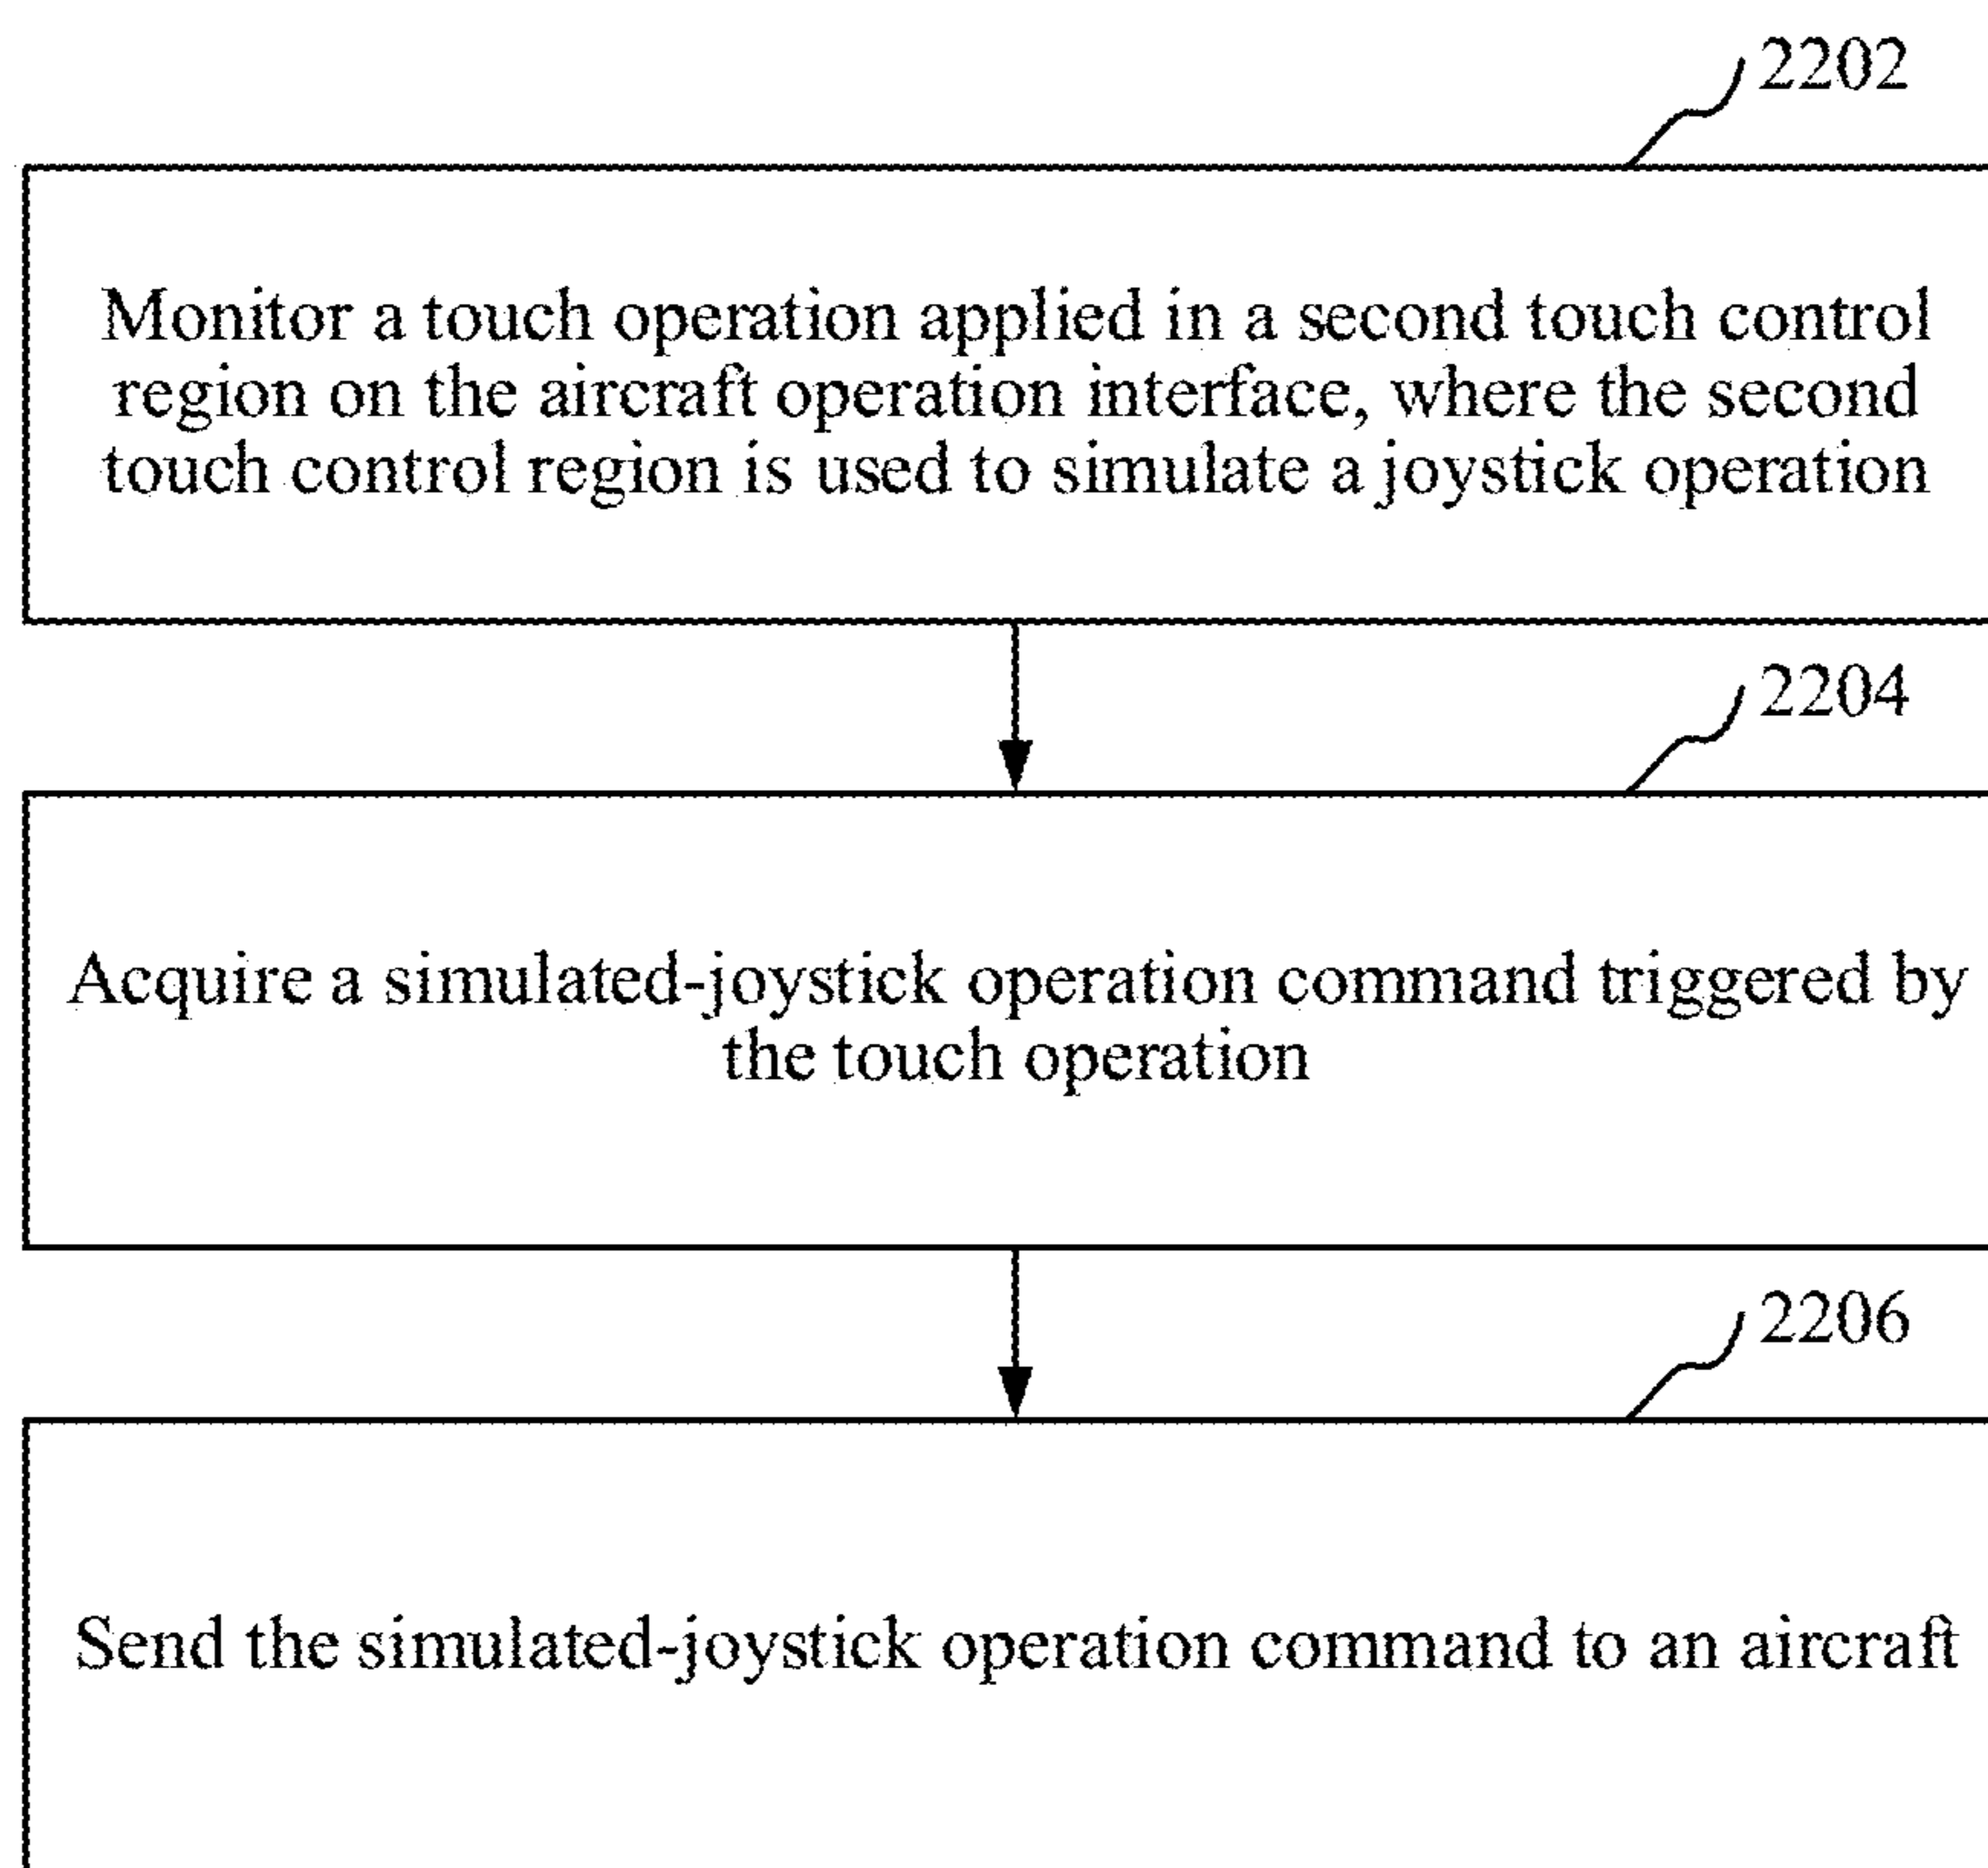 2202
Monitor a touch operation applied in a second touch control
region on the aircraft operation interface, where the second
touch control region is used to simulate a joystick operation
2204
Acquire a simulated-joystick operation command triggered by
the touch operation
2206
Send the simulated-joystick operation command to an aircraft